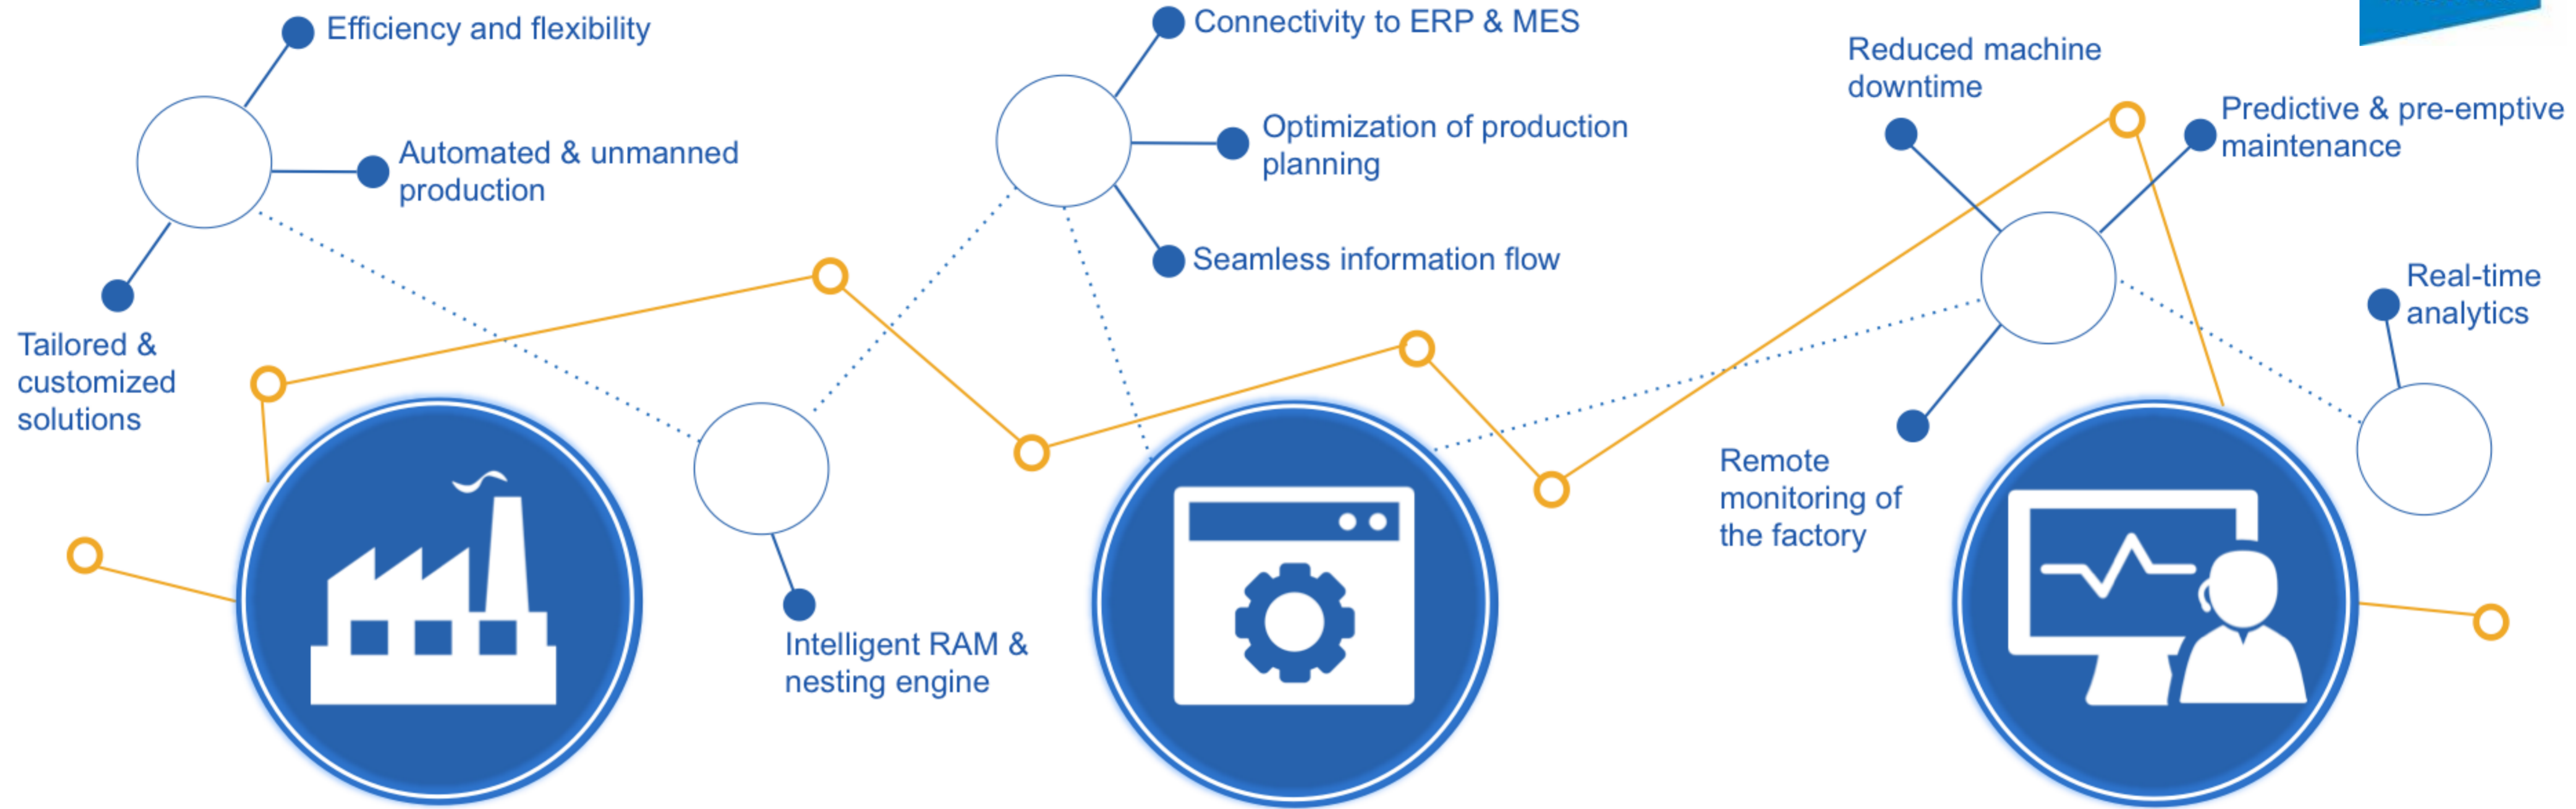 Efficiency and flexibility
Automated & unmanned
production
Tailored &
customized
solutions
Intelligent RAM &
nesting engine
Connectivity to ERP & MES
Optimization of production
planning
Seamless information flow
Reduced machine
downtime
Predictive & pre-emptive
maintenance
Remote
monitoring of
the factory
Real-time
analytics